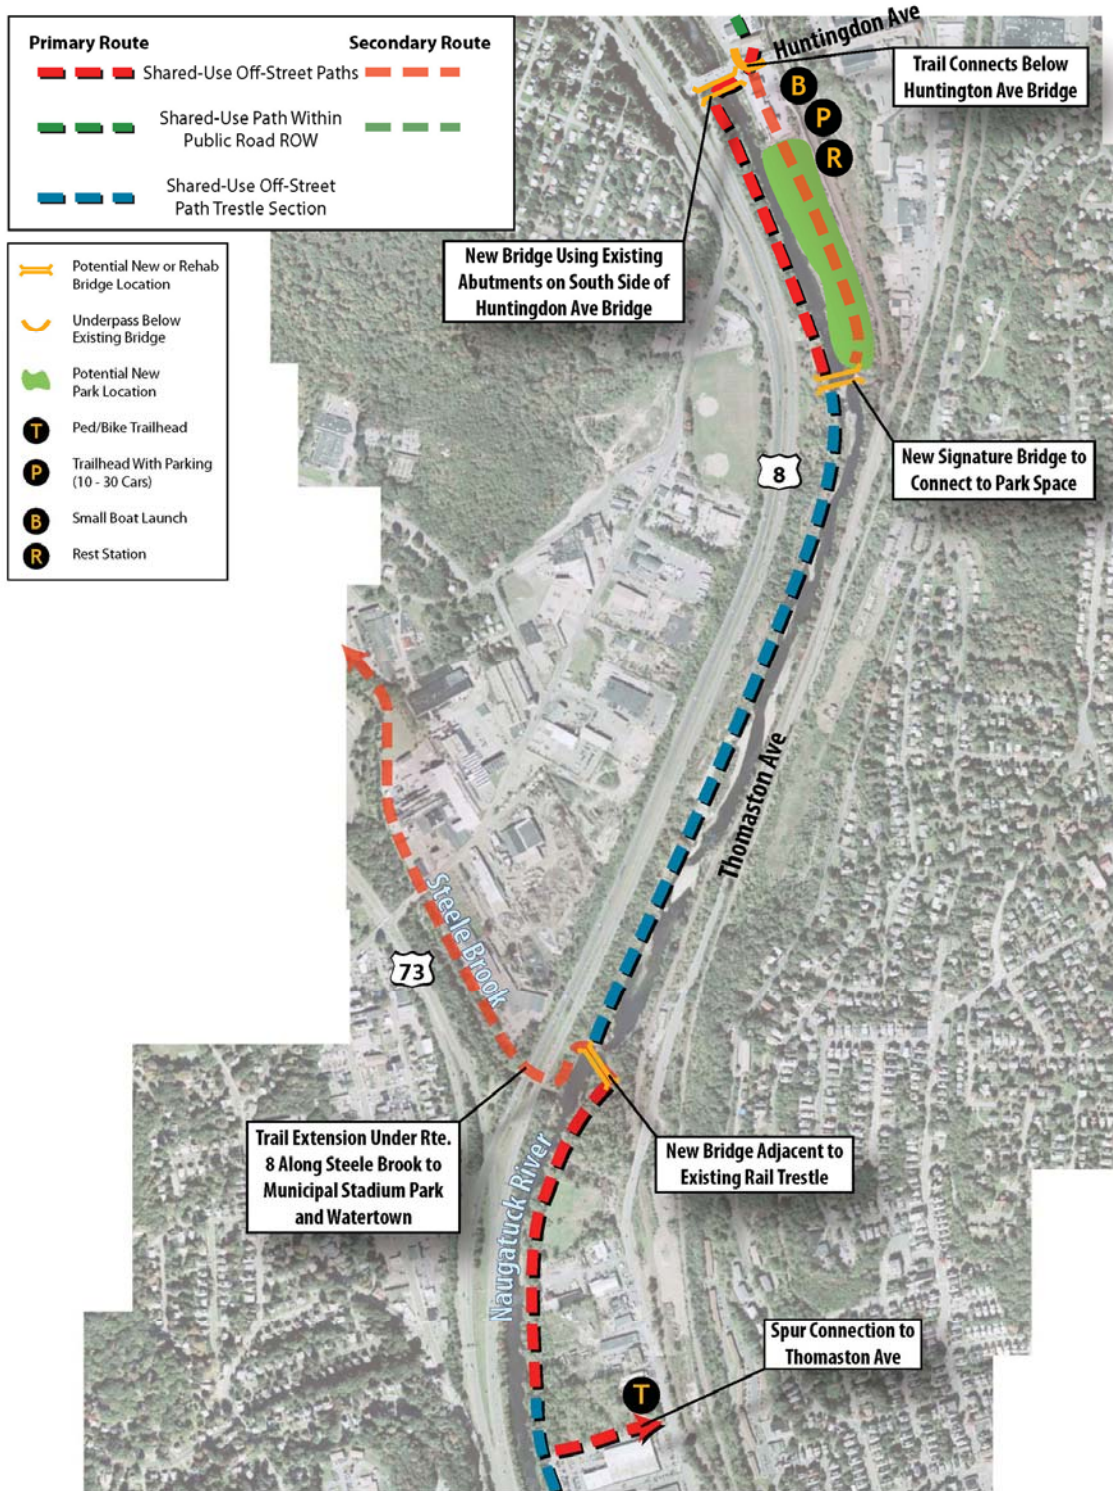 Primary Route
Secondary Route
Shared-Use Off-Street Paths
Shared-Use Path Within
Public Road ROW
Shared-Use Off-Street
Path Trestle Section
Potential New or Rehab
Bridge Location
Underpass Below
Existing Bridge
Potential New
Park Location
T Ped/Bike Trailhead
P Trailhead With Parking
(10 - 30 Cars)
B Small Boat Launch
R Rest Station
Huntingdon Ave
Trail Connects Below
Huntington Ave Bridge
B
P
R
New Bridge Using Existing
Abutments on South Side of
Huntingdon Ave Bridge
New Signature Bridge to
Connect to Park Space
8
Thomaston Ave
Steele Brook
73
Trail Extension Under Rte.
8 Along Steele Brook to
Municipal Stadium Park
and Watertown
New Bridge Adjacent to
Existing Rail Trestle
Naugatuck River
Spur Connection to
Thomaston Ave
T